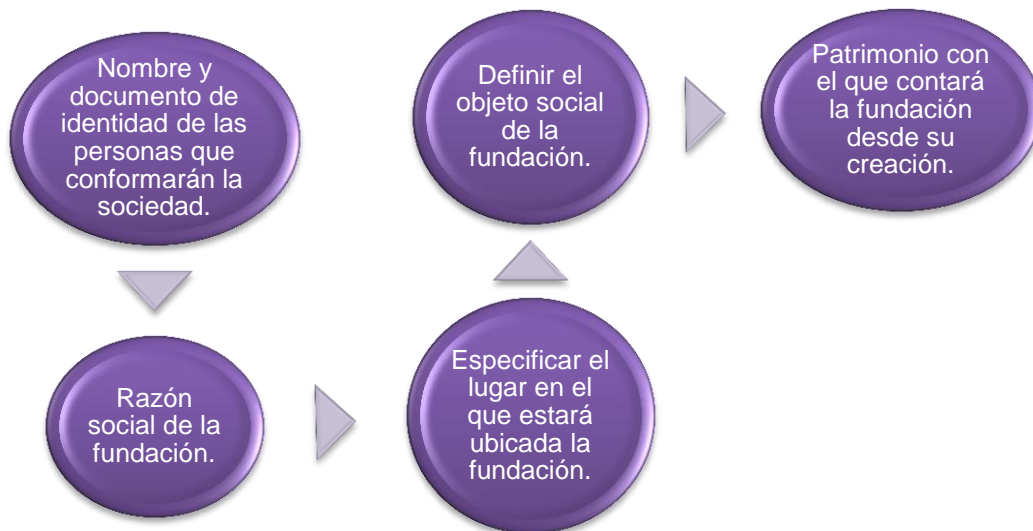 Nombre y
documento de
identidad de las
personas que
conformarán la
sociedad.
Razón
social de la
fundación.
Especificar el
lugar en el
que estará
ubicada la
fundación.
Definir el
objeto social
de la
fundación.
Patrimonio con
el que contará
la fundación
desde su
creación.